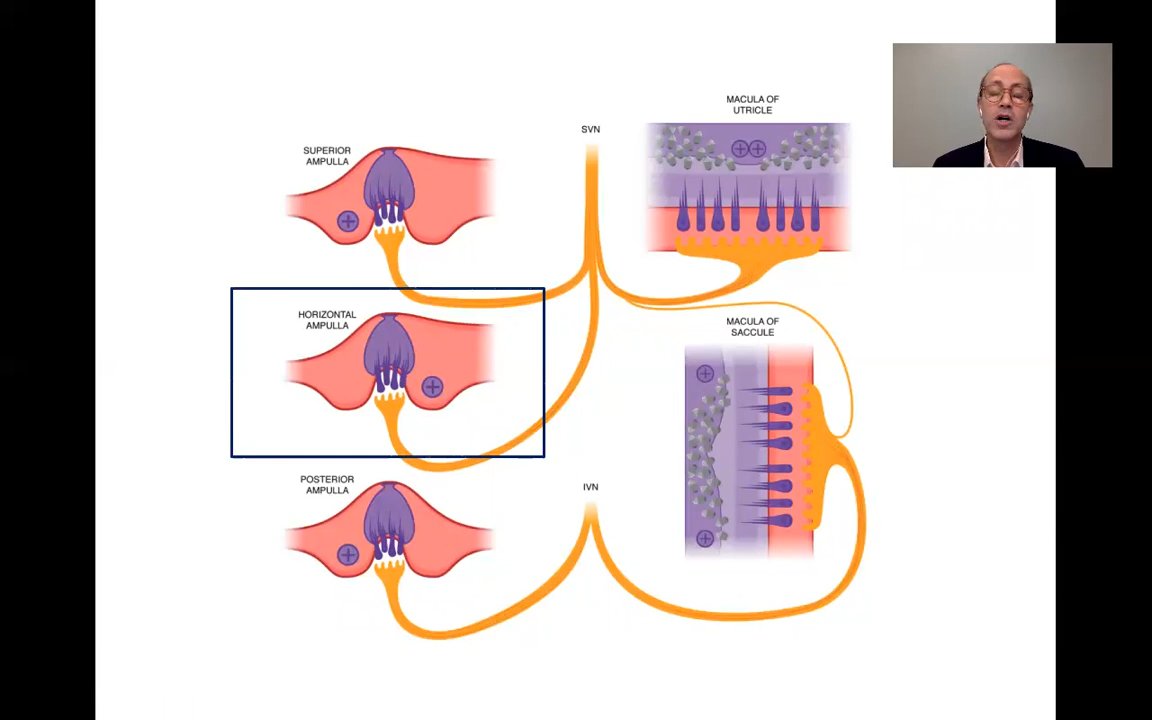 MACULA OF
UTRICLE
SVN
SUPERIOR
AMPULLA
HORIZONTAL
AMPULLA
MACULA OF
SACCULE
POSTERIOR
AMPULLA
IVN